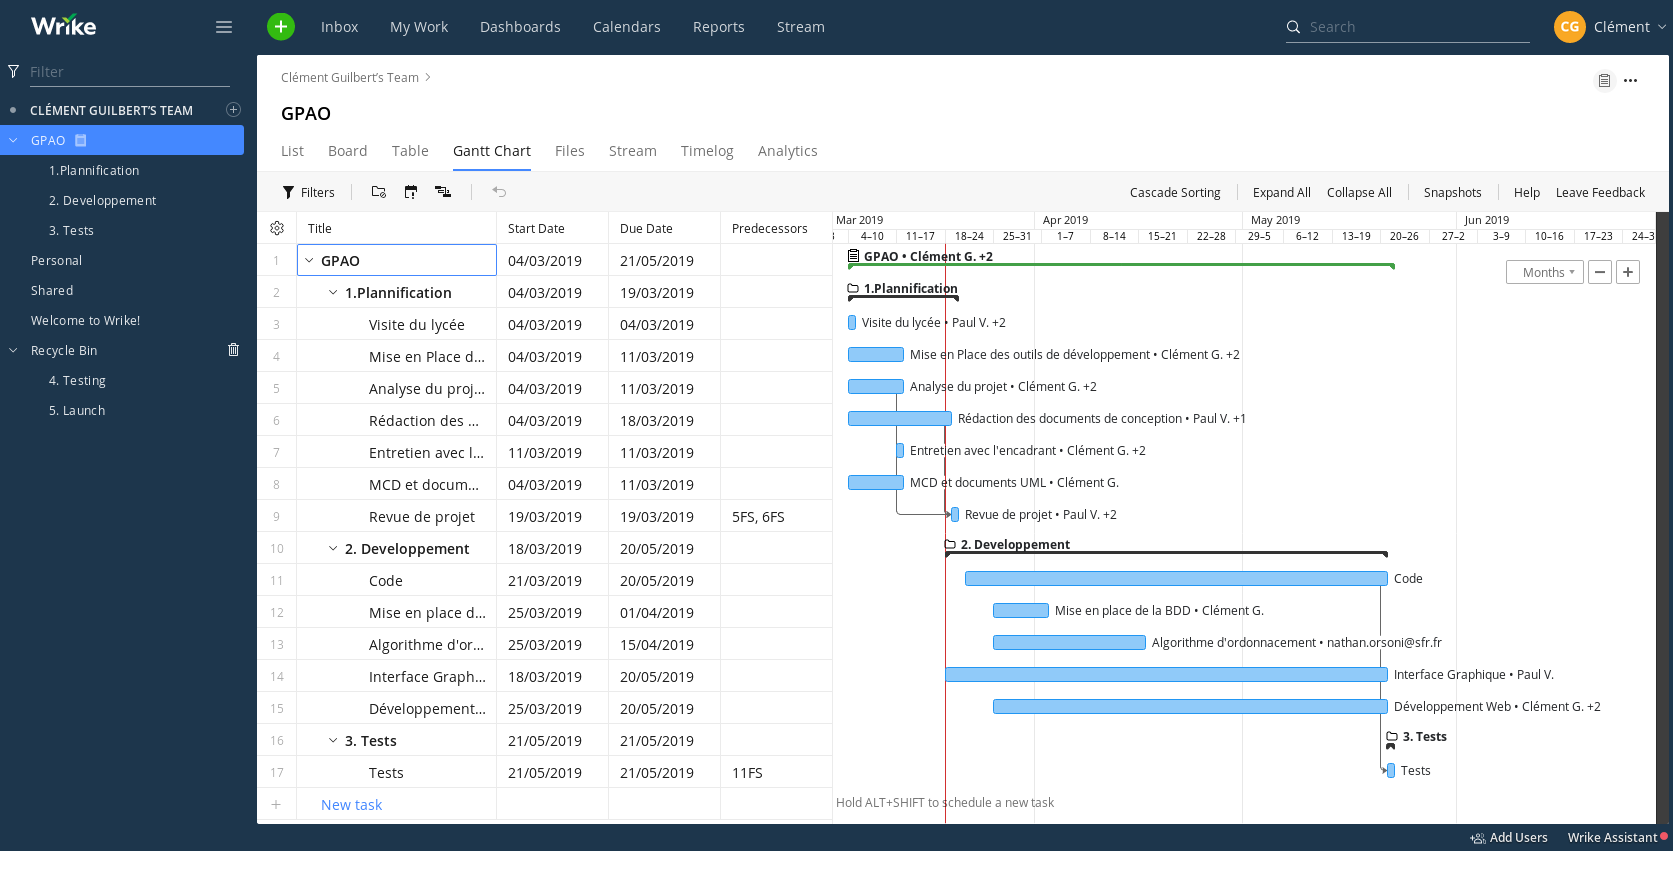 Wrike
Inbox My Work Dashboards Calendars Reports Stream
Search
CG Clément
Filter
CLÉMENT GUILBERT'S TEAM
GPAO
1.Plannification
2. Developpement
3. Tests
Personal
Shared
Welcome to Wrike!
Recycle Bin
4. Testing
5. Launch
Clément Guilbert's Team
GPAO
List Board Table Gantt Chart Files Stream Timelog Analytics
Filters
Cascade Sorting Expand All Collapse All Snapshots Help Leave Feedback
Title Start Date Due Date Predecessors
1 GPAO 04/03/2019 21/05/2019
2 1.Plannification 04/03/2019 19/03/2019
3 Visite du lycée 04/03/2019 04/03/2019
4 Mise en Place d... 04/03/2019 11/03/2019
5 Analyse du proj... 04/03/2019 11/03/2019
6 Rédaction des ... 04/03/2019 18/03/2019
7 Entretien avec l... 11/03/2019 11/03/2019
8 MCD et docum... 04/03/2019 11/03/2019
9 Revue de projet 19/03/2019 19/03/2019 5FS, 6FS
10 2. Developpement 18/03/2019 20/05/2019
11 Code 21/03/2019 20/05/2019
12 Mise en place d... 25/03/2019 01/04/2019
13 Algorithme d'or... 25/03/2019 15/04/2019
14 Interface Graph... 18/03/2019 20/05/2019
15 Développement... 25/03/2019 20/05/2019
16 3. Tests 21/05/2019 21/05/2019
17 Tests 21/05/2019 21/05/2019 11FS
+ New task
Mar 2019 Apr 2019 May 2019 Jun 2019
4–10 11–17 18–24 25–31 1–7 8–14 15–21 22–28 29–5 6–12 13–19 20–26 27–2 3–9 10–16 17–23 24–3
Months
GPAO • Clément G. +2
1.Plannification
Visite du lycée • Paul V. +2
Mise en Place des outils de développement • Clément G. +2
Analyse du projet • Clément G. +2
Rédaction des documents de conception • Paul V. +1
Entretien avec l'encadrant • Clément G. +2
MCD et documents UML • Clément G.
Revue de projet • Paul V. +2
2. Developpement
Code
Mise en place de la BDD • Clément G.
Algorithme d'ordonnacement • nathan.orsoni@sfr.fr
Interface Graphique • Paul V.
Développement Web • Clément G. +2
3. Tests
Tests
Hold ALT+SHIFT to schedule a new task
Add Users Wrike Assistant